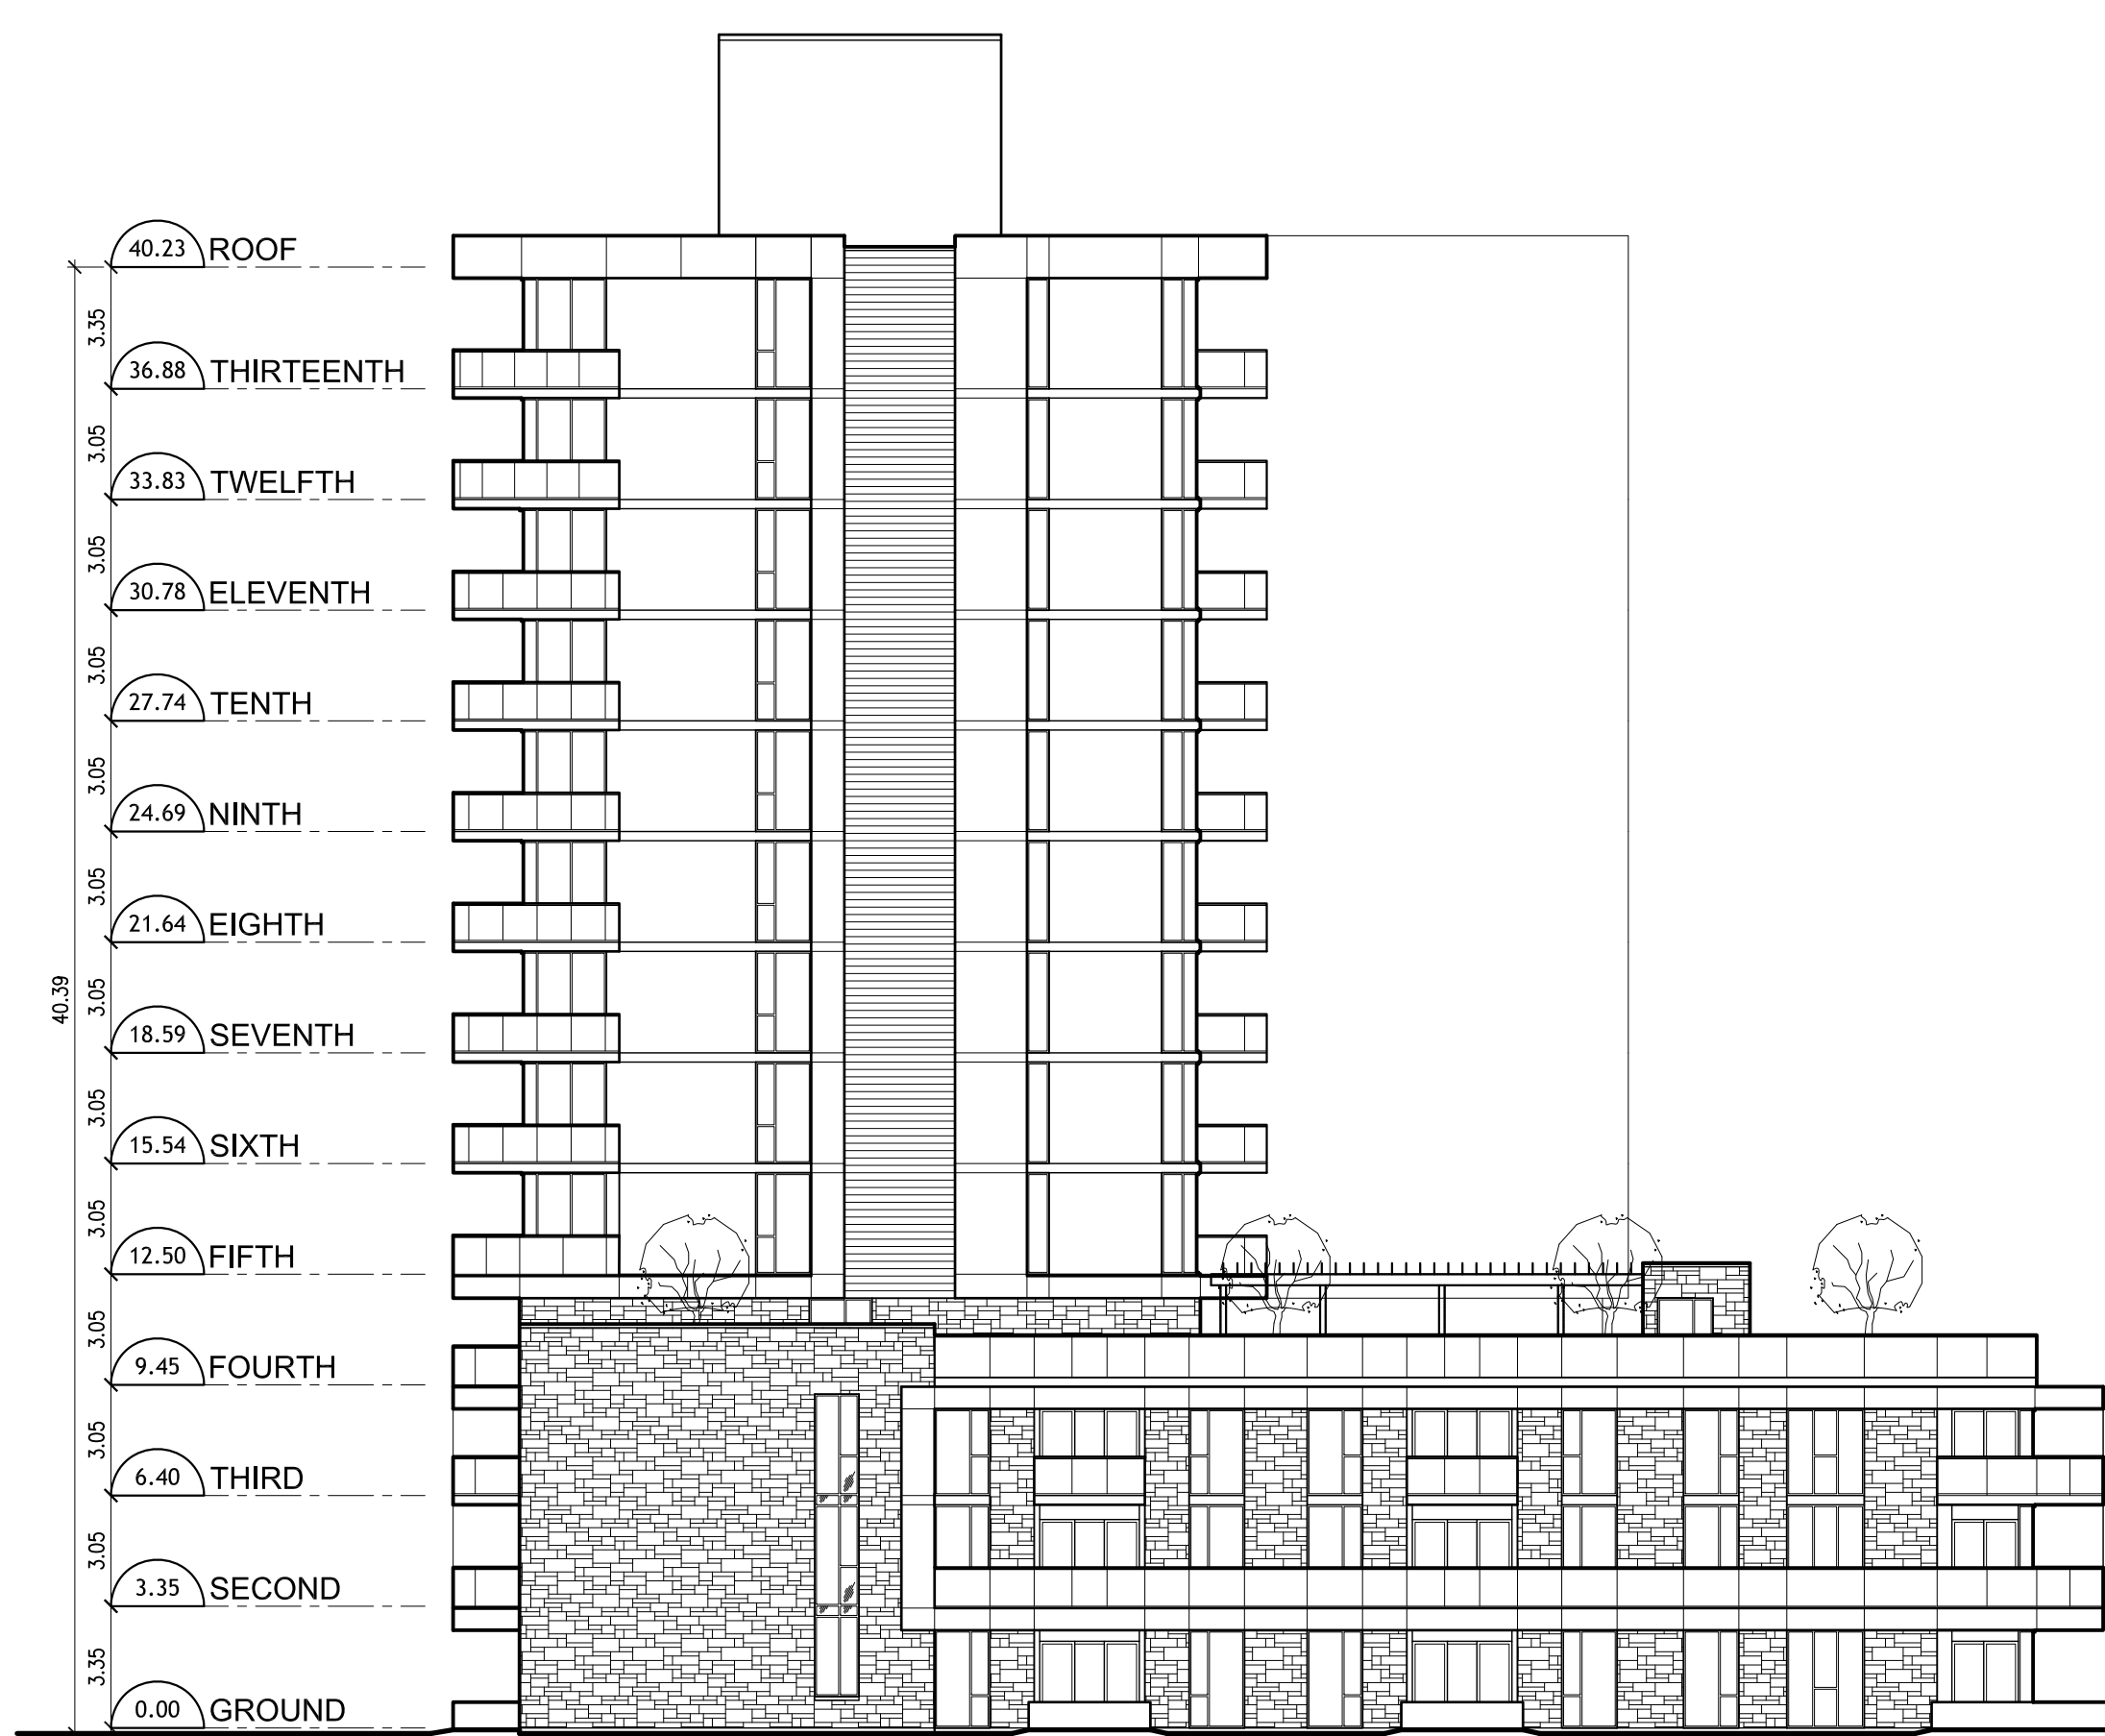 40.23 ROOF
3.35
36.88 THIRTEENTH
3.05
33.83 TWELFTH
3.05
30.78 ELEVENTH
3.05
27.74 TENTH
3.05
24.69 NINTH
3.05
21.64 EIGHTH
40.39
3.05
18.59 SEVENTH
3.05
15.54 SIXTH
3.05
12.50 FIFTH
3.05
9.45 FOURTH
3.05
6.40 THIRD
3.05
3.35 SECOND
3.35
0.00 GROUND